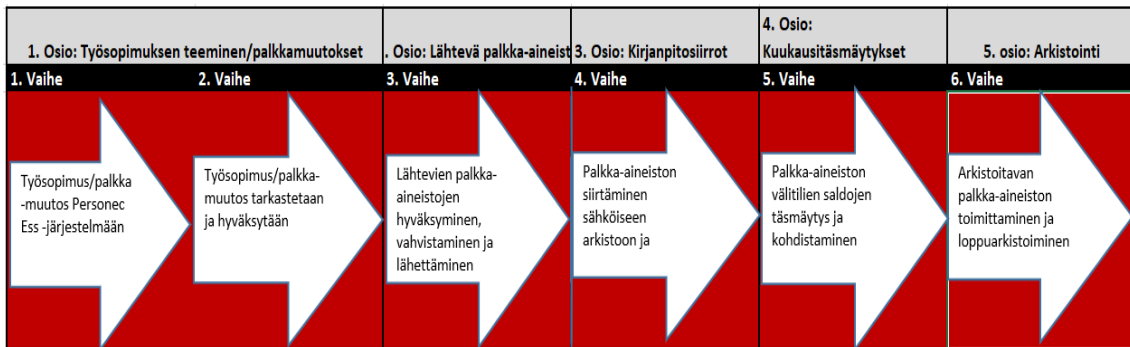 1. Osio: Työsopimuksen teeminen/palkkamuutokset
. Osio: Lähtevä palkka-aineist
3. Osio: Kirjanpitosiirrot
4. Osio:
Kuukausitäsmäytykset
5. osio: Arkistointi
1. Vaihe
2. Vaihe
3. Vaihe
4. Vaihe
5. Vaihe
6. Vaihe
Työsopimus/palkka
-muutos Personec
Ess -järjestelmään
Työsopimus/palkka-
muutos tarkastetaan
ja hyväksytään
Lähtevien palkka-
aineistojen
hyväksyminen,
vahvistaminen ja
lähettäminen
Palkka-aineiston
siirtäminen
sähköiseen
arkistoon ja
Palkka-aineiston
välitilien saldojen
täsmäytys ja
kohdistaminen
Arkistoitavan
palkka-aineiston
toimittaminen ja
loppuarkistoiminen